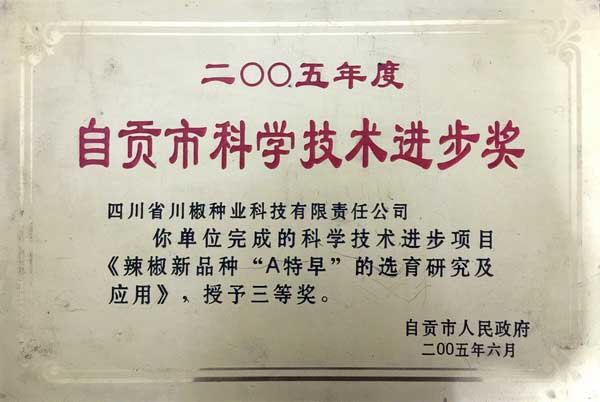 二〇〇五年度
自贡市科学技术进步奖
四川省川椒种业科技有限责任公司
你单位完成的科学技术进步项目
《辣椒新品种“A特早”的选育研究及
应用》，授予三等奖。
自贡市人民政府
二〇〇五年六月